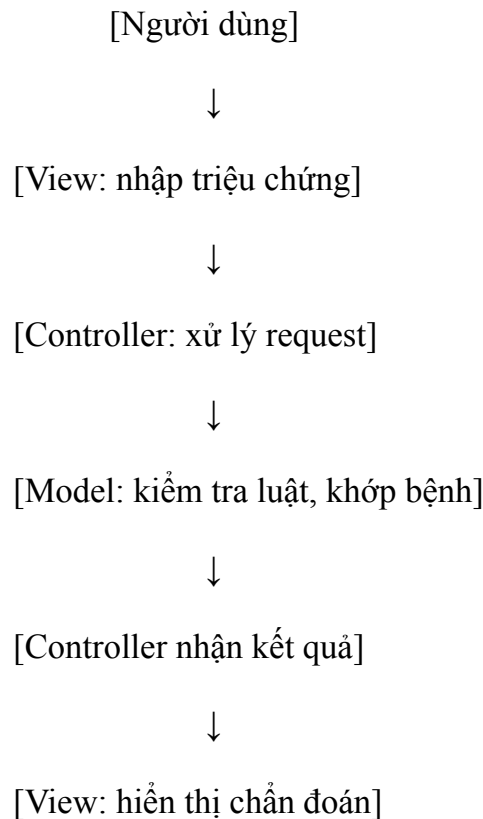 [Người dùng]
↓
[View: nhập triệu chứng]
↓
[Controller: xử lý request]
↓
[Model: kiểm tra luật, khớp bệnh]
↓
[Controller nhận kết quả]
↓
[View: hiển thị chẩn đoán]